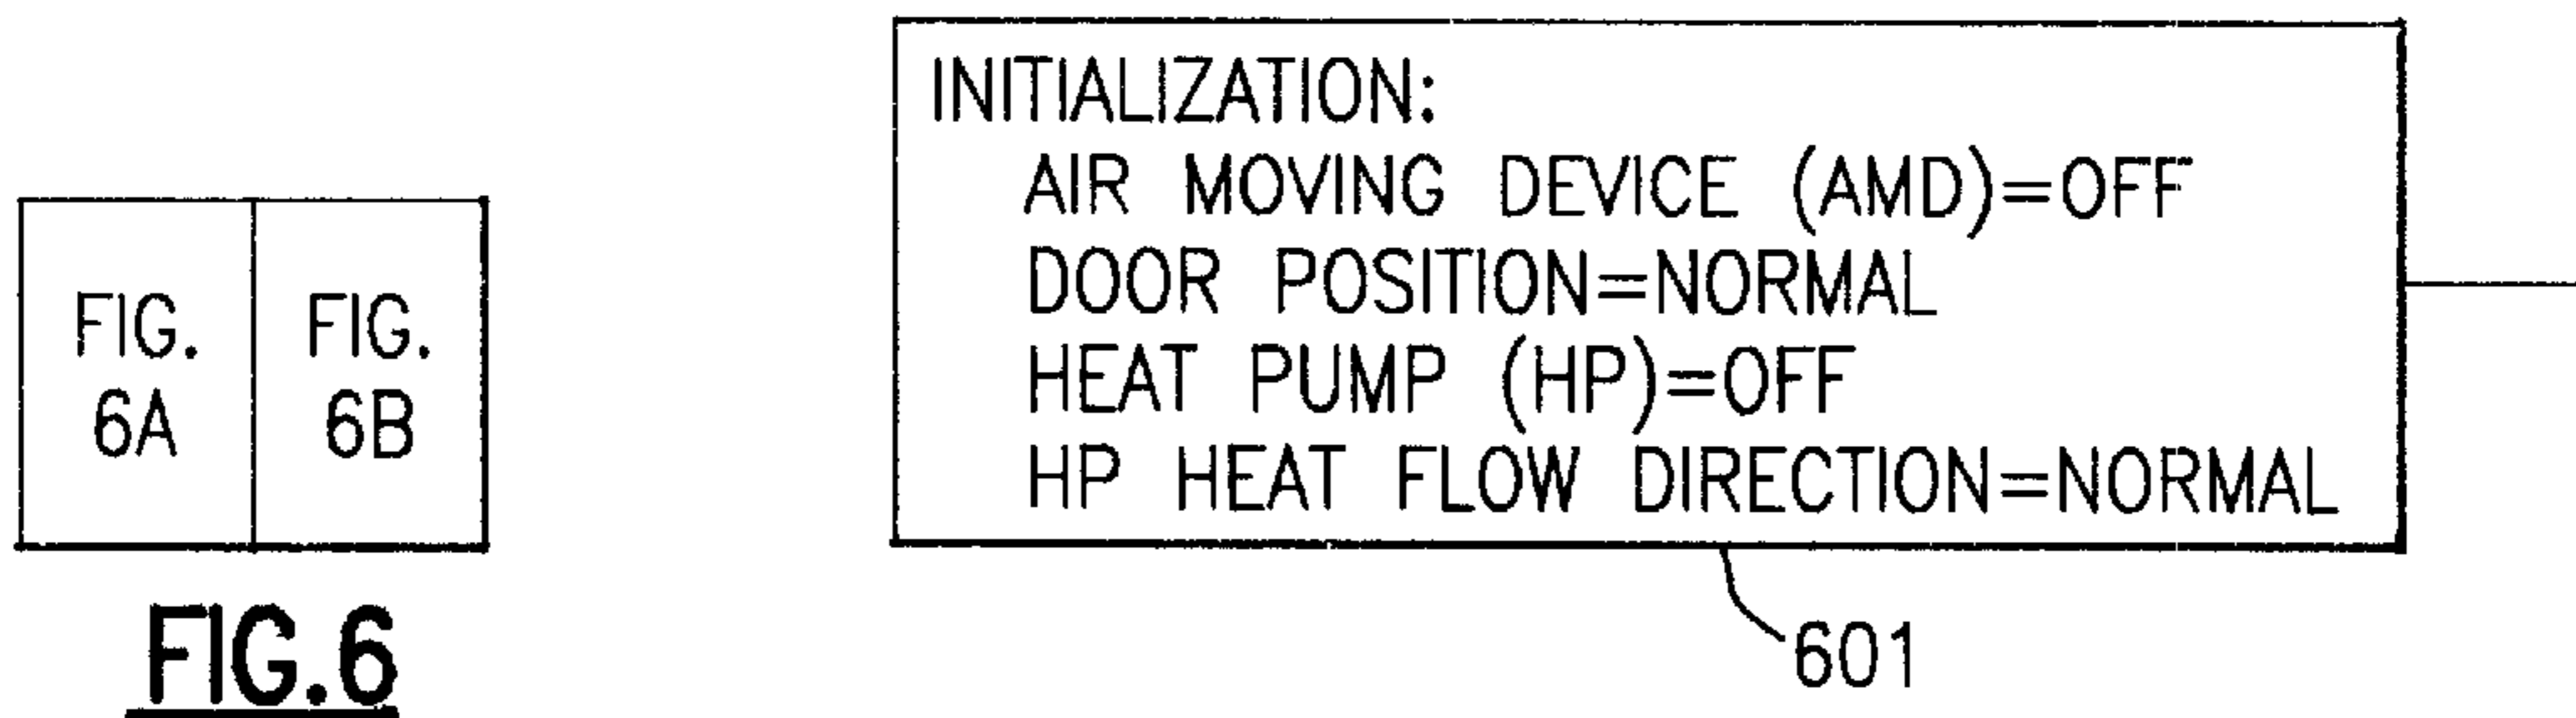 FIG.
6A
FIG.
6B
FIG.6
INITIALIZATION:
AIR MOVING DEVICE (AMD)=OFF
DOOR POSITION=NORMAL
HEAT PUMP (HP)=OFF
HP HEAT FLOW DIRECTION=NORMAL
601